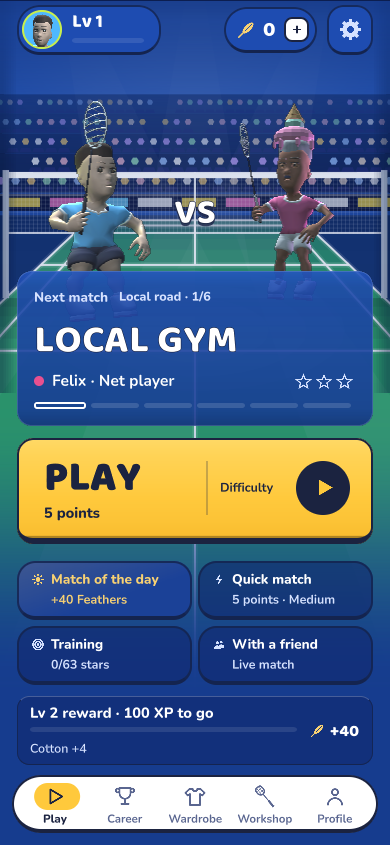 Lv 1
0 +
VS
Next match Local road · 1/6
LOCAL GYM
Felix · Net player
PLAY
5 points
Difficulty
Match of the day
+40 Feathers
Quick match
5 points · Medium
Training
0/63 stars
With a friend
Live match
Lv 2 reward · 100 XP to go
+40
Cotton +4
Play
Career
Wardrobe
Workshop
Profile